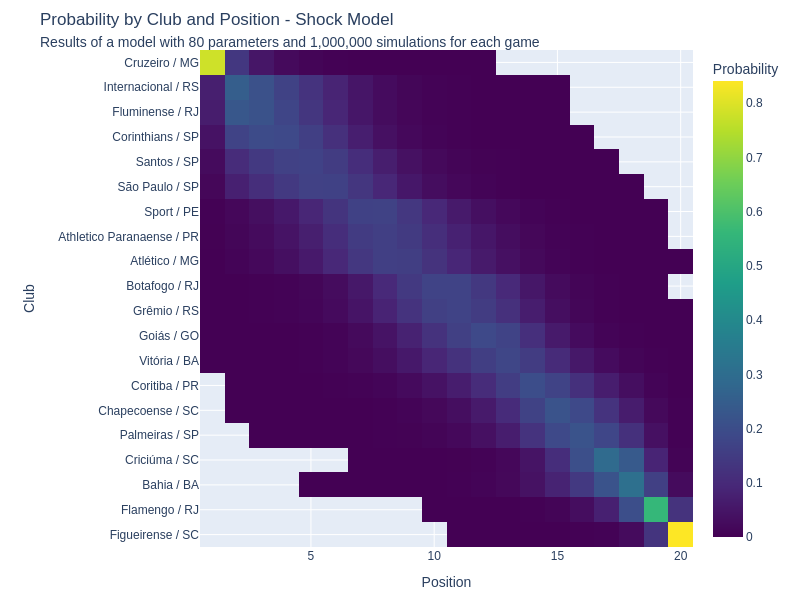 Probability by Club and Position - Shock Model
Results of a model with 80 parameters and 1,000,000 simulations for each game
Probability
Club
Cruzeiro / MG
Internacional / RS
Fluminense / RJ
Corinthians / SP
Santos / SP
São Paulo / SP
Sport / PE
Athletico Paranaense / PR
Atlético / MG
Botafogo / RJ
Grêmio / RS
Goiás / GO
Vitória / BA
Coritiba / PR
Chapecoense / SC
Palmeiras / SP
Criciúma / SC
Bahia / BA
Flamengo / RJ
Figueirense / SC
0.8
0.7
0.6
0.5
0.4
0.3
0.2
0.1
0
5 10 15 20
Position